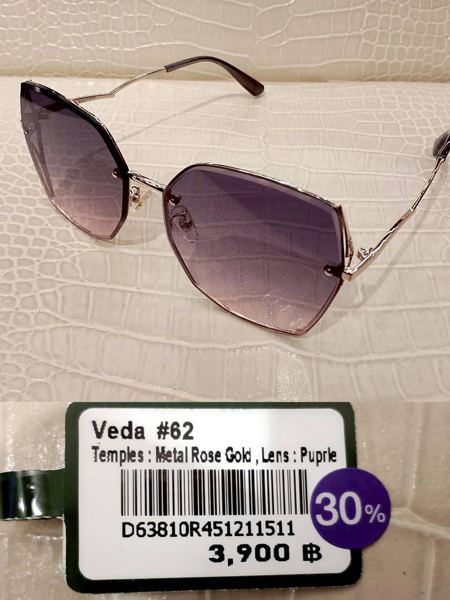 Veda #62
Temples : Metal Rose Gold , Lens : Puprle
D63810R451211511
30%
3,900 ฿